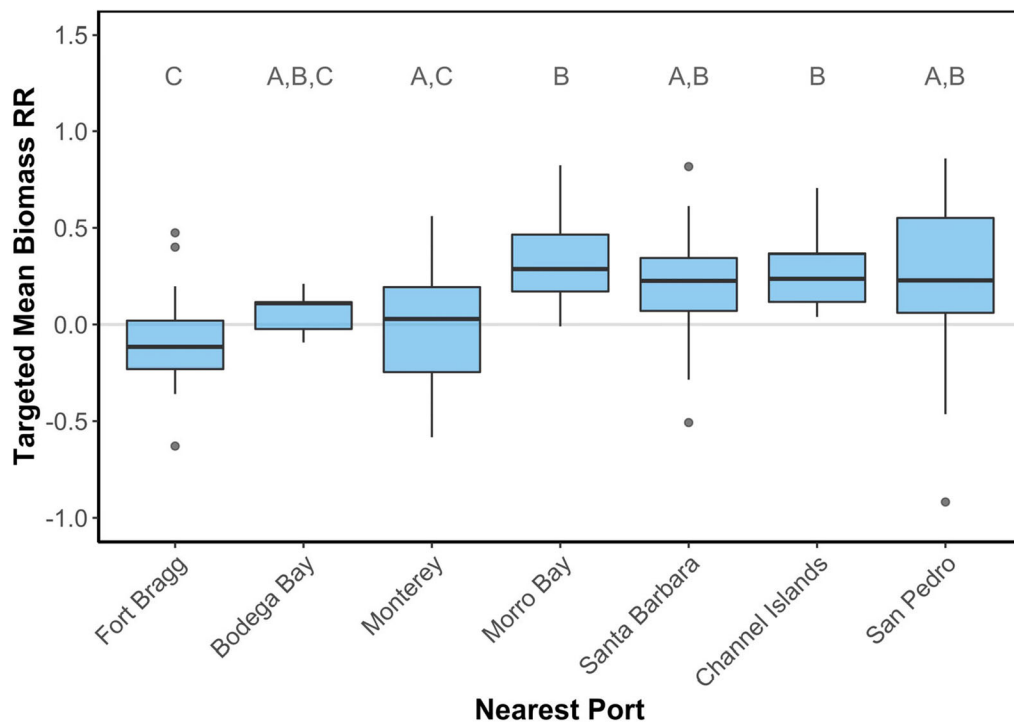 Targeted Mean Biomass RR
1.5
1.0
0.5
0.0
-0.5
-1.0
C
A,B,C
A,C
B
A,B
B
A,B
Fort Bragg
Bodega Bay
Monterey
Morro Bay
Santa Barbara
Channel Islands
San Pedro
Nearest Port